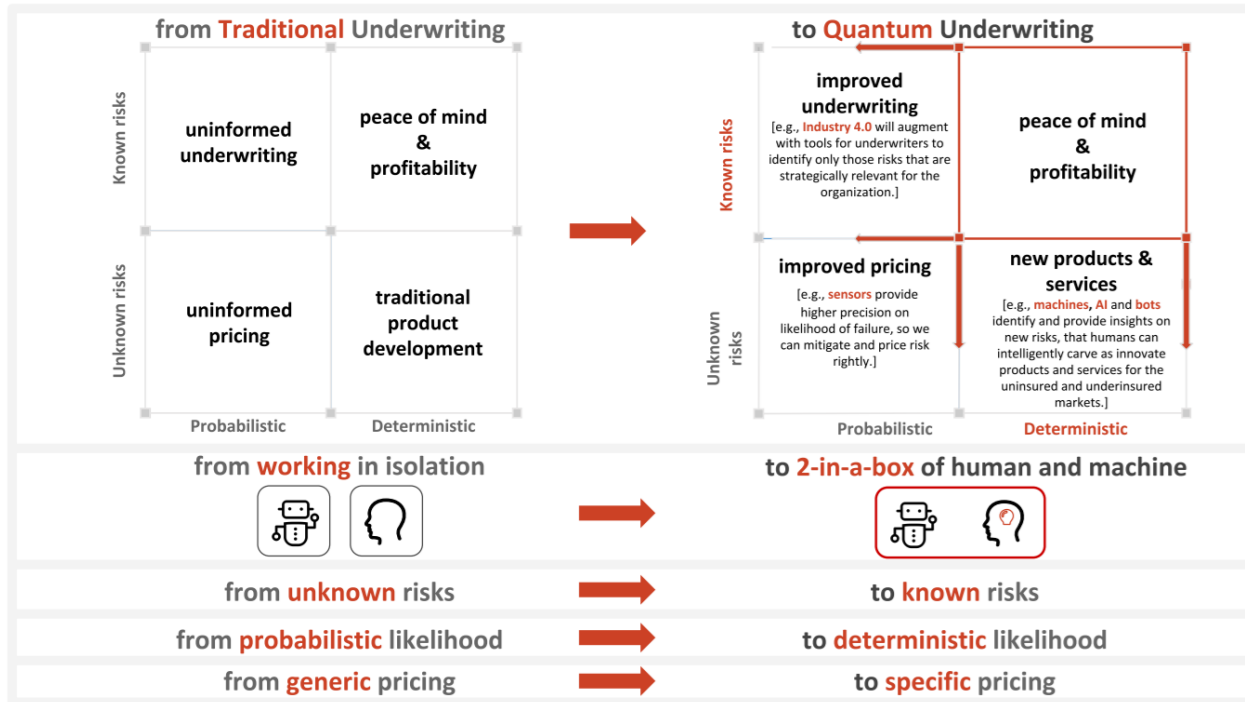 from Traditional Underwriting
Known risks
uninformed
underwriting
peace of mind
&
profitability
Unknown risks
uninformed
pricing
traditional
product
development
Probabilistic
Deterministic
to Quantum Underwriting
Known risks
improved
underwriting
[e.g., Industry 4.0 will augment
with tools for underwriters to
identify only those risks that are
strategically relevant for the
organization.]
peace of mind
&
profitability
Unknown
risks
improved pricing
[e.g., sensors provide
higher precision on
likelihood of failure, so we
can mitigate and price risk
rightly.]
new products &
services
[e.g., machines, AI and bots
identify and provide insights on
new risks, that humans can
intelligently carve as innovate
products and services for the
uninsured and underinsured
markets.]
Probabilistic
Deterministic
from working in isolation
to 2-in-a-box of human and machine
from unknown risks
to known risks
from probabilistic likelihood
to deterministic likelihood
from generic pricing
to specific pricing